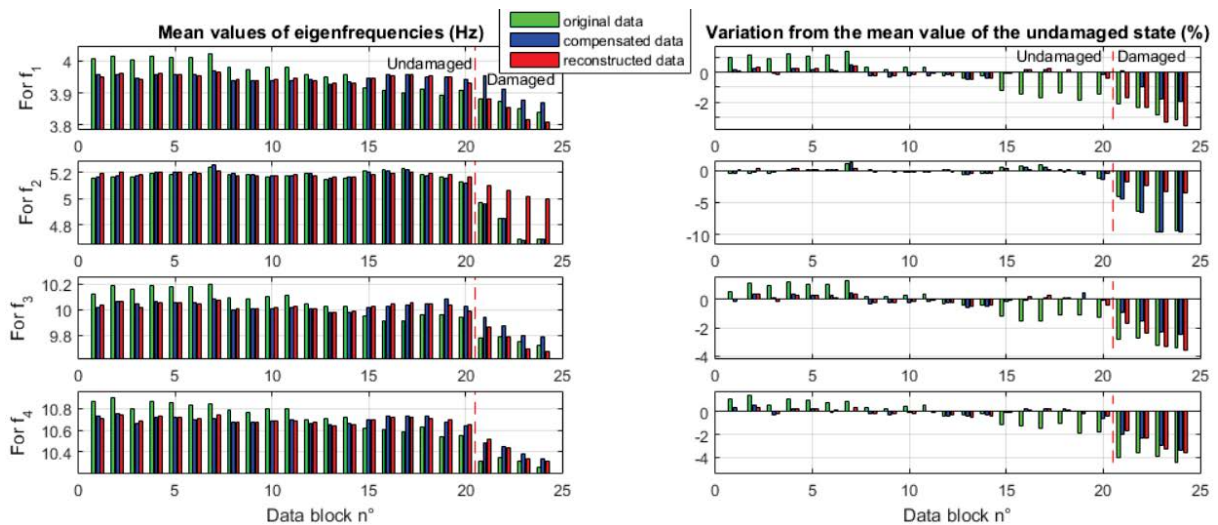 original data
compensated data
reconstructed data
Mean values of eigenfrequencies (Hz)
Variation from the mean value of the undamaged state (%)
For f1
4
3.9
3.8
Undamaged
Damaged
0 5 10 15 20 25
0
-2
Undamaged
Damaged
0 5 10 15 20 25
For f2
5.2
5
4.8
0 5 10 15 20 25
0
-5
-10
0 5 10 15 20 25
For f3
10.2
10
9.8
0 5 10 15 20 25
0
-2
-4
0 5 10 15 20 25
For f4
10.8
10.6
10.4
0 5 10 15 20 25
Data block n°
0
-2
-4
0 5 10 15 20 25
Data block n°